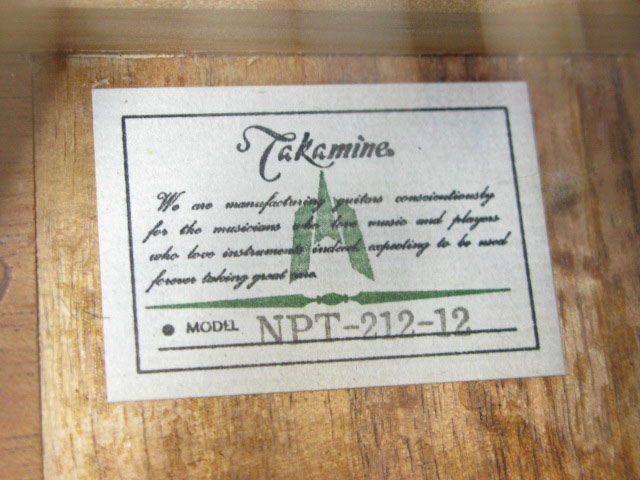 Takamine
We are manufacturing guitars conscientiously
for the musicians who love music and players
who love instruments indeed expecting to be used
forever taking great care.
MODEL NPT-212-12